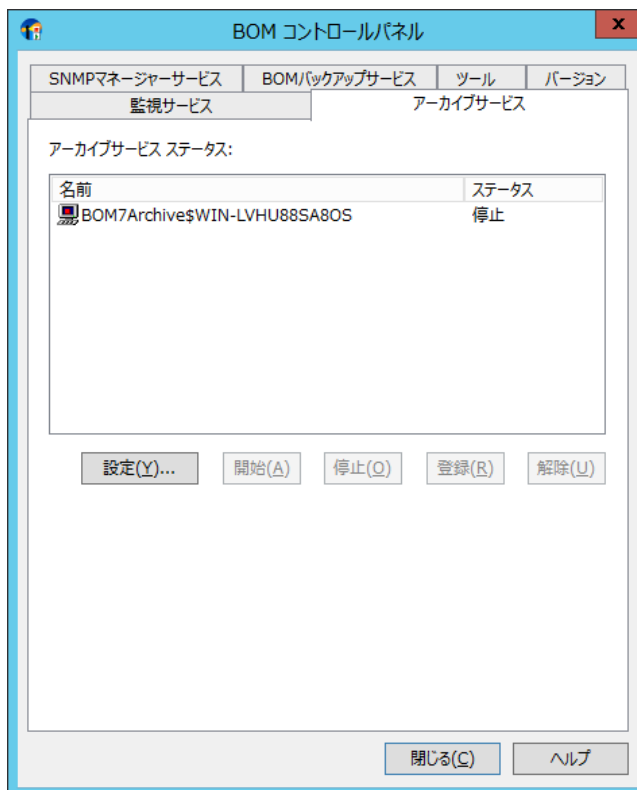 BOM コントロールパネル
x
SNMPマネージャーサービス BOMバックアップサービス ツール バージョン
監視サービス アーカイブサービス
アーカイブサービス ステータス:
名前 ステータス
BOM7Archive$WIN-LVHU88SA8OS 停止
設定(Y)... 開始(A) 停止(O) 登録(R) 解除(U)
閉じる(C) ヘルプ